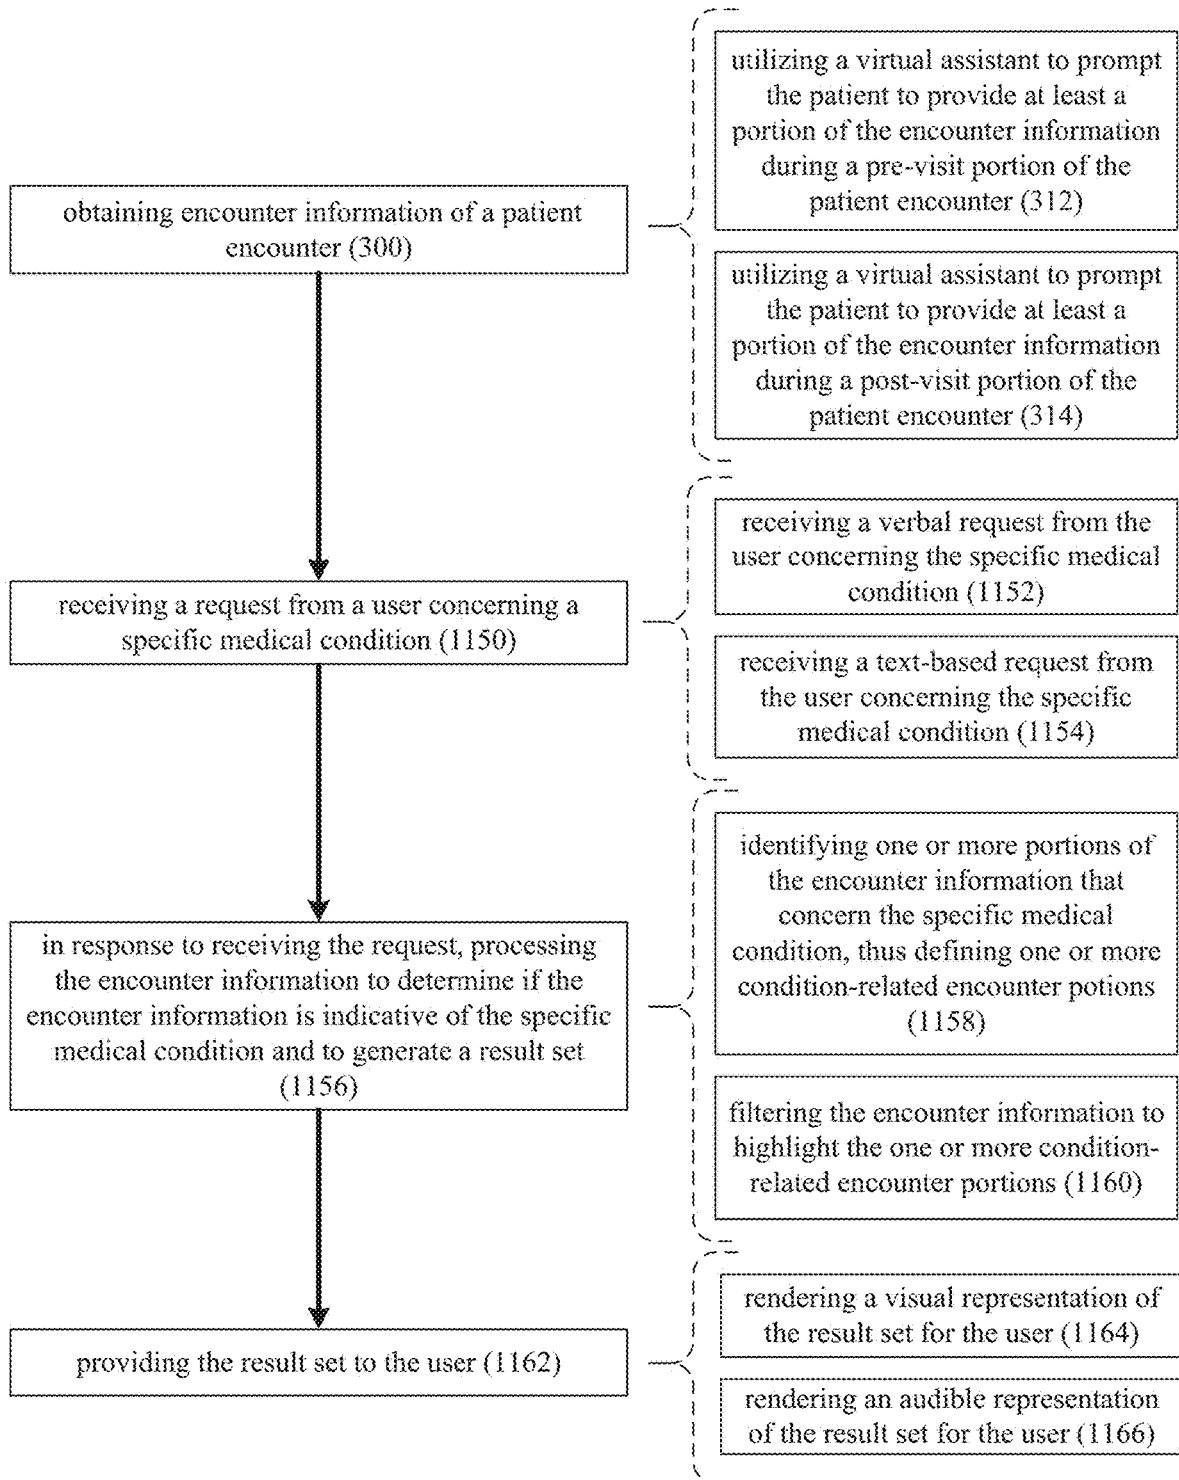 obtaining encounter information of a patient
encounter (300)
utilizing a virtual assistant to prompt
the patient to provide at least a
portion of the encounter information
during a pre-visit portion of the
patient encounter (312)
utilizing a virtual assistant to prompt
the patient to provide at least a
portion of the encounter information
during a post-visit portion of the
patient encounter (314)
receiving a request from a user concerning a
specific medical condition (1150)
receiving a verbal request from the
user concerning the specific medical
condition (1152)
receiving a text-based request from
the user concerning the specific
medical condition (1154)
in response to receiving the request, processing
the encounter information to determine if the
encounter information is indicative of the specific
medical condition and to generate a result set
(1156)
identifying one or more portions of
the encounter information that
concern the specific medical
condition, thus defining one or more
condition-related encounter potions
(1158)
filtering the encounter information to
highlight the one or more condition-
related encounter portions (1160)
providing the result set to the user (1162)
rendering a visual representation of
the result set for the user (1164)
rendering an audible representation
of the result set for the user (1166)